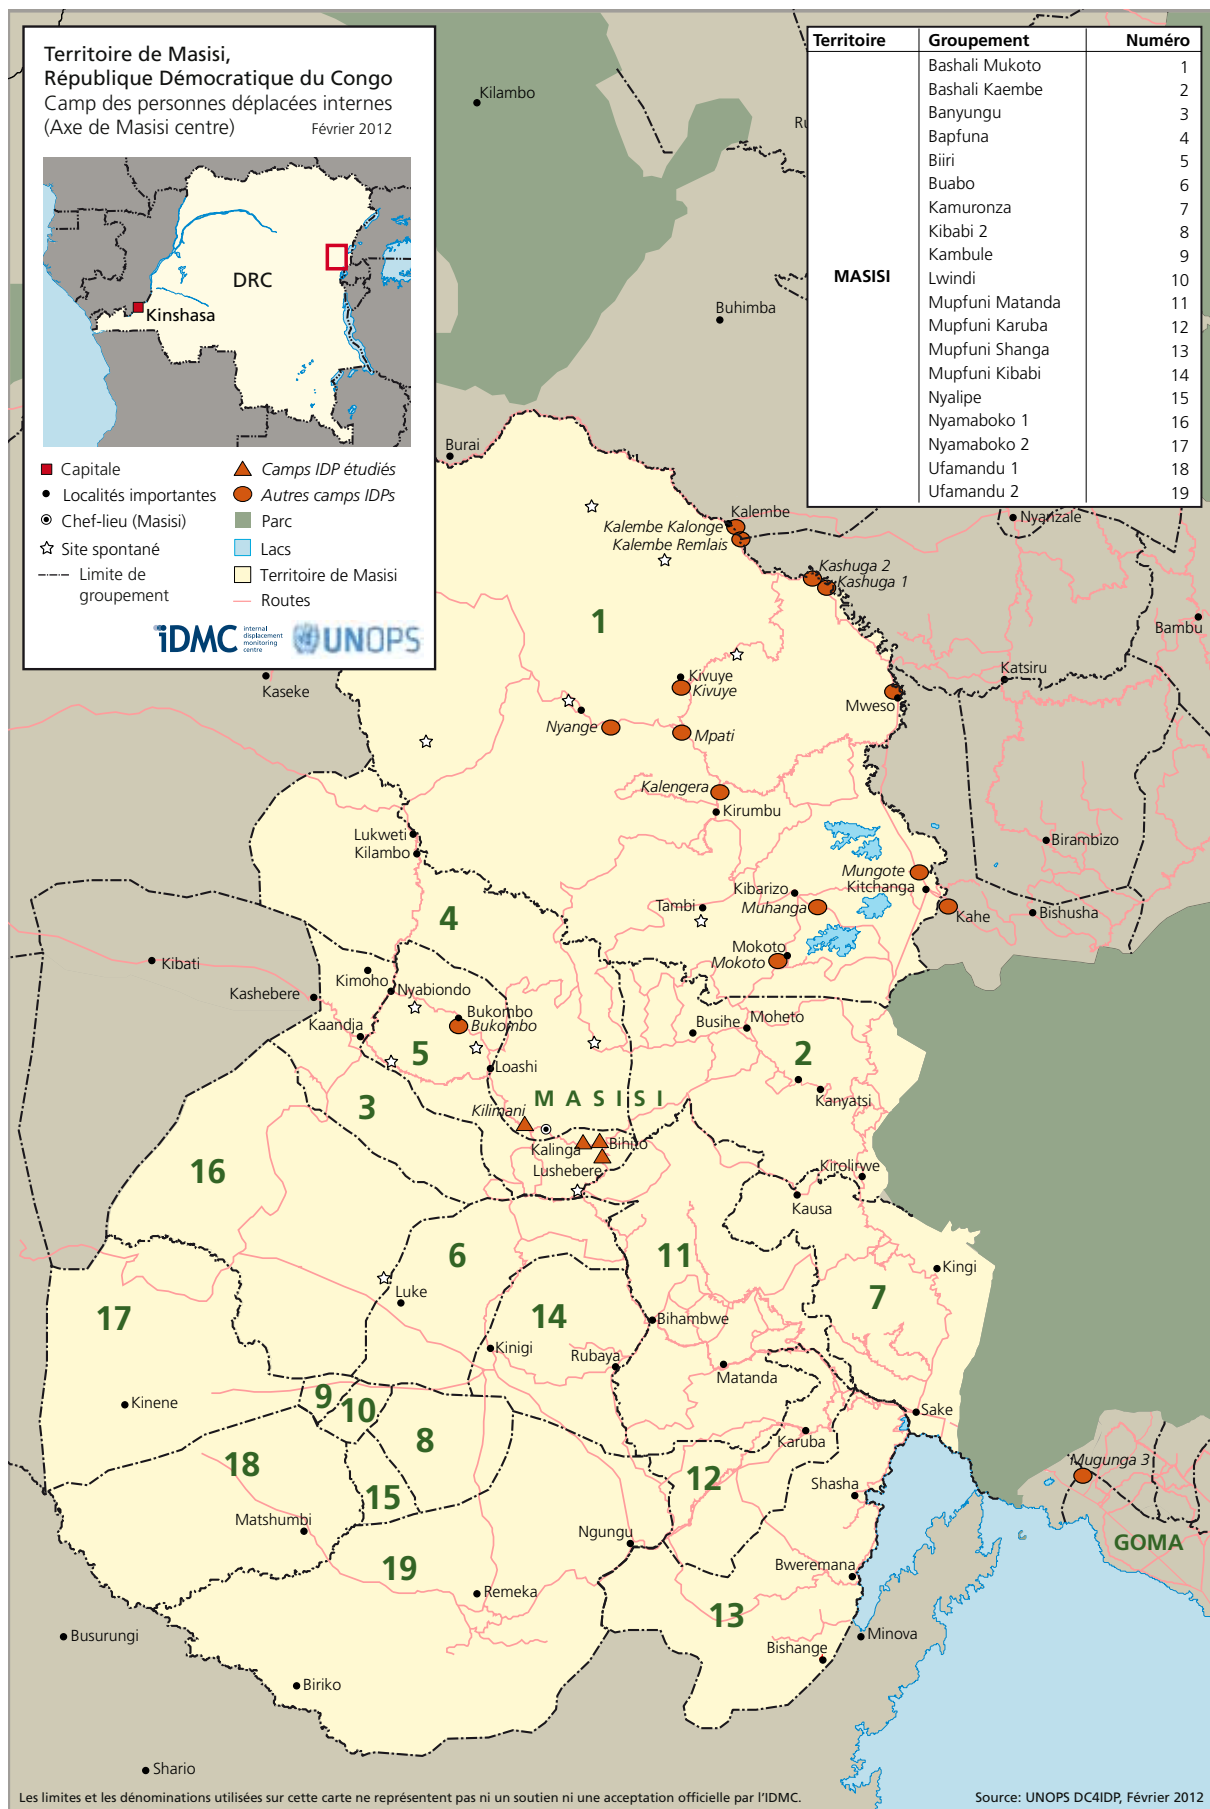 Territoire de Masisi,
République Démocratique du Congo
Camp des personnes déplacées internes
(Axe de Masisi centre) Février 2012
DRC
Kinshasa
Capitale
Camps IDP étudiés
Localités importantes
Autres camps IDPs
Chef-lieu (Masisi)
Parc
Site spontané
Lacs
Limite de
groupement
Territoire de Masisi
Routes
iDMC
internal
displacement
monitoring
centre
UNOPS
Territoire Groupement Numéro
MASISI
Bashali Mukoto 1
Bashali Kaembe 2
Banyungu 3
Bapfuna 4
Biiri 5
Buabo 6
Kamuronza 7
Kibabi 2 8
Kambule 9
Lwindi 10
Mupfuni Matanda 11
Mupfuni Karuba 12
Mupfuni Shanga 13
Mupfuni Kibabi 14
Nyalipe 15
Nyamaboko 1 16
Nyamaboko 2 17
Ufamandu 1 18
Ufamandu 2 19
Kilambo
Buhimba
Burai
Kalembe
Kalembe Kalonge
Kalembe Remlais
Nyanzale
Kashuga 2
Kashuga 1
1
Bambu
Katsiru
Kaseke
Kivuye
Kivuye
Mweso
Nyange
Mpati
Kalengera
Kirumbu
Lukweti
Kilambo
Birambizo
Mungote
Kitchanga
Kibarizo
Muhanga
Tambi
Kahe
Bishusha
4
Mokoto
Mokoto
Kibati
Kimoho
Nyabiondo
Kashebere
Bukombo
Bukombo
Kaandja
Busihe
Moheto
5
2
Loashi
Kanyatsi
MASISI
3
Kilimani
Kalinga
Bihito
Lushebere
16
Kirolirwe
Kausa
6
11
Kingi
7
Luke
17
14
Bihambwe
Kinigi
Rubaya
Matanda
9
10
Kinene
Sake
8
Karuba
18
12
Mugunga 3
15
Shasha
Matshumbi
Ngungu
GOMA
19
Bweremana
Remeka
13
Busurungi
Minova
Bishange
Biriko
Shario
Les limites et les dénominations utilisées sur cette carte ne représentent pas ni un soutien ni une acceptation officielle par l'IDMC.
Source: UNOPS DC4IDP, Février 2012